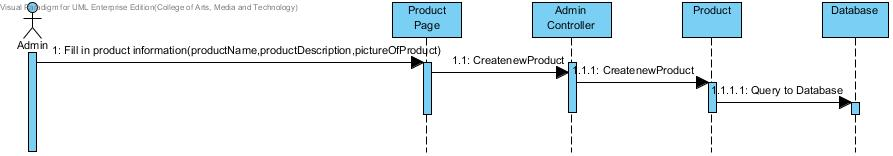 Visual Paradigm for UML Enterprise Edition(College of Arts, Media and Technology)
Product
Page
Admin
Controller
Product
Database
Admin
1: Fill in product information(productName,productDescription,pictureOfProduct)
1.1: CreatenewProduct
1.1.1: CreatenewProduct
1.1.1.1: Query to Database